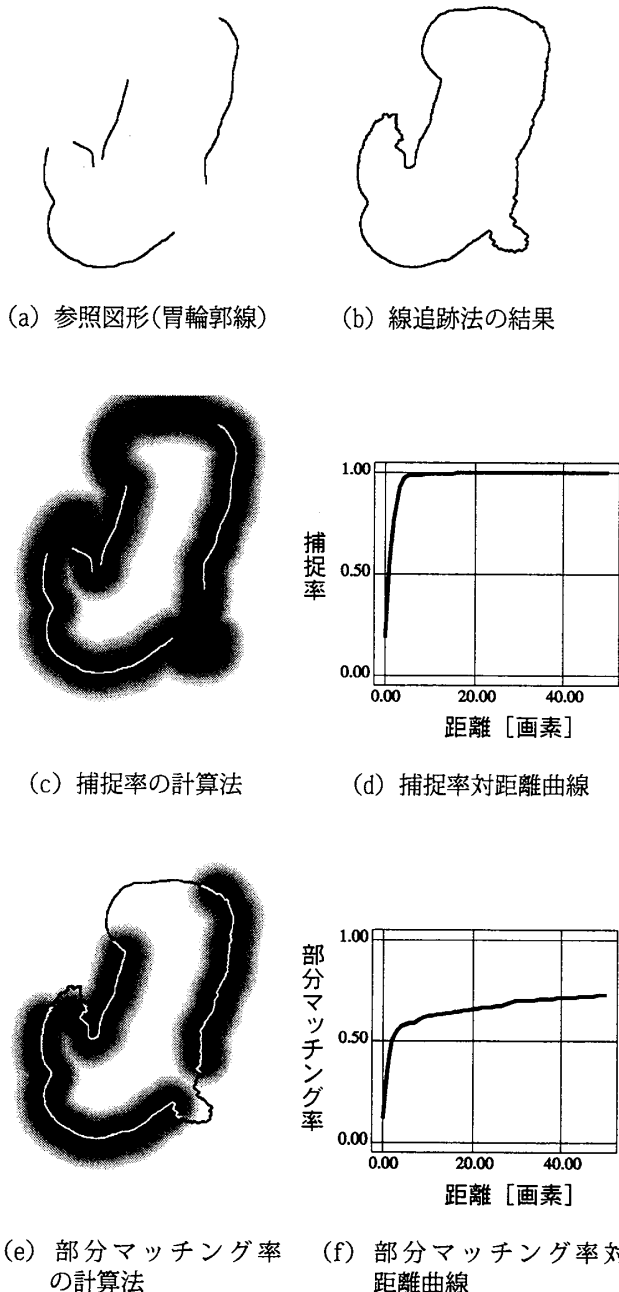 (a) 参照図形(胃輪郭線)
(b) 線追跡法の結果
捕捉率
1.00
0.50
0.00
0.00
20.00
40.00
距離 [画素]
(c) 捕捉率の計算法
(d) 捕捉率対距離曲線
部分マッチング率
1.00
0.50
0.00
0.00
20.00
40.00
距離 [画素]
(e) 部分マッチング率
の計算法
(f) 部分マッチング率対
距離曲線